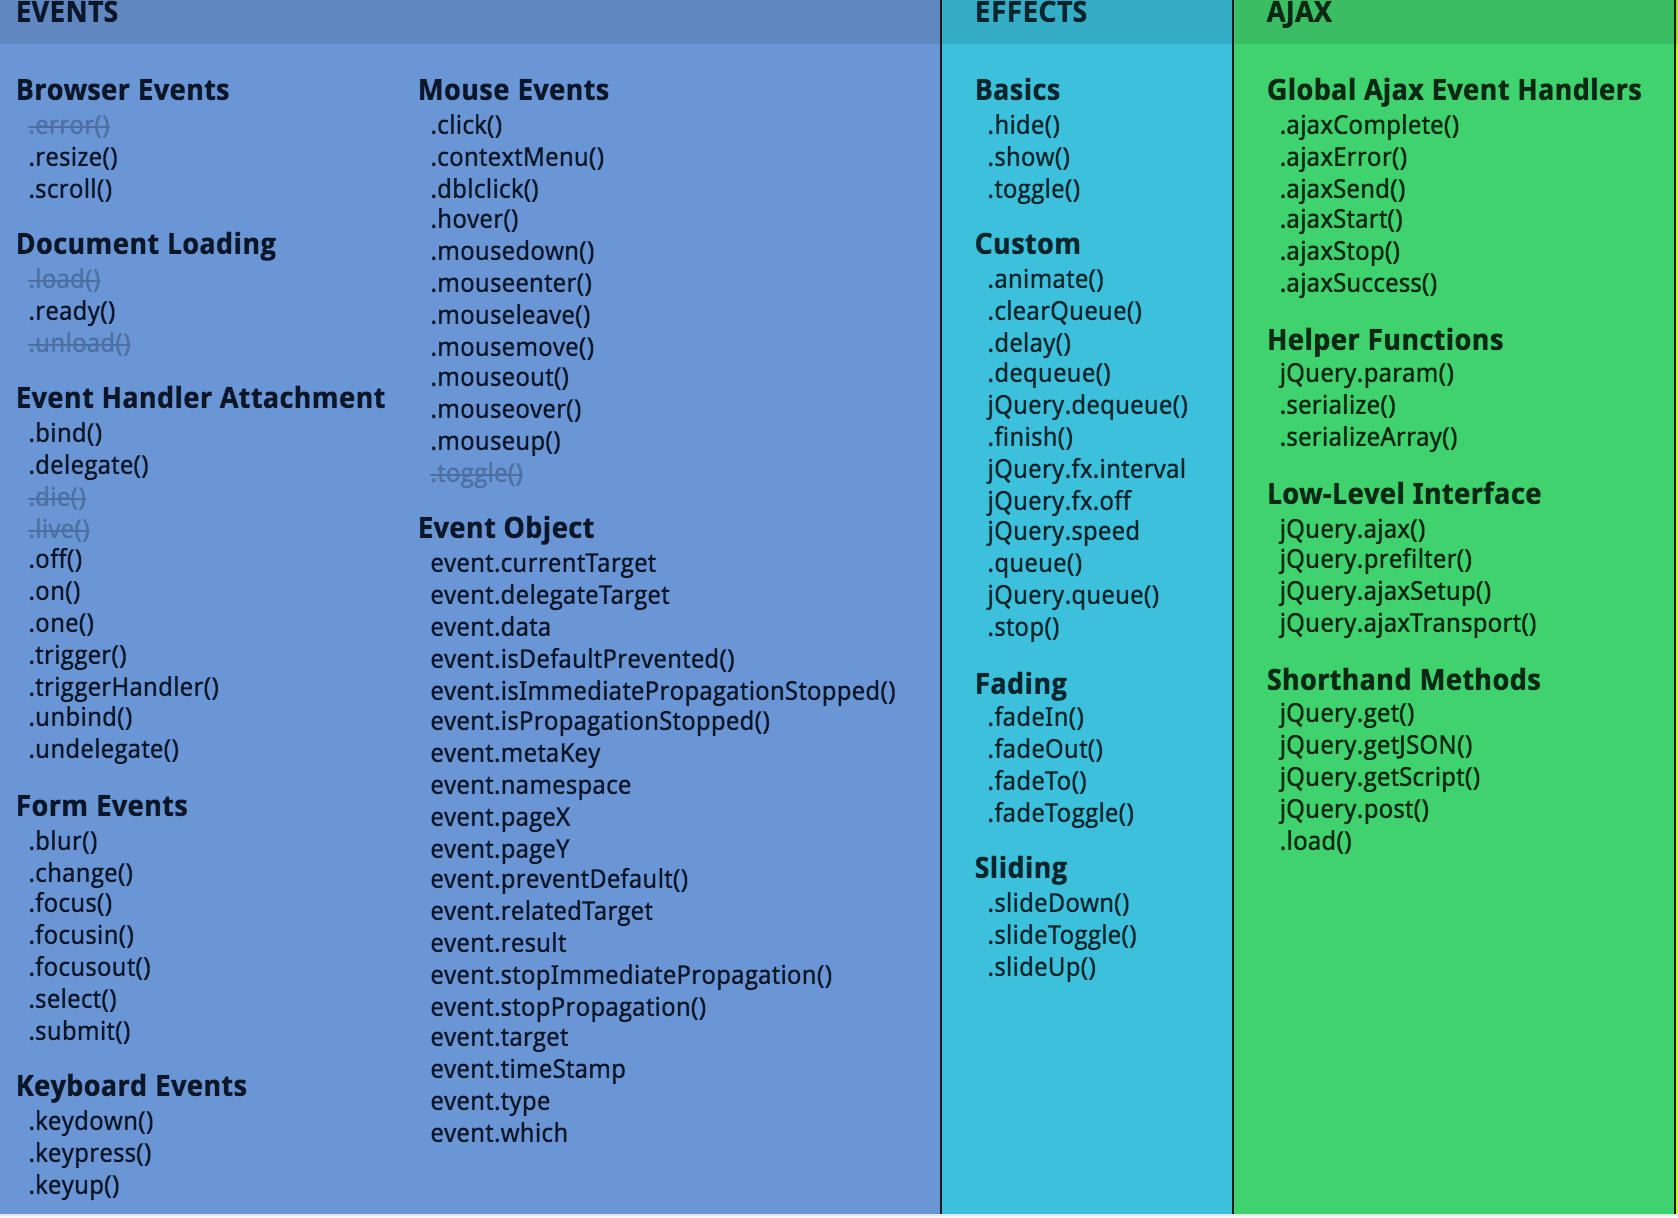 EVENTS
Browser Events
.error()
.resize()
.scroll()
Document Loading
.load()
.ready()
.unload()
Event Handler Attachment
.bind()
.delegate()
.die()
.live()
.off()
.on()
.one()
.trigger()
.triggerHandler()
.unbind()
.undelegate()
Form Events
.blur()
.change()
.focus()
.focusin()
.focusout()
.select()
.submit()
Keyboard Events
.keydown()
.keypress()
.keyup()
Mouse Events
.click()
.contextMenu()
.dblclick()
.hover()
.mousedown()
.mouseenter()
.mouseleave()
.mousemove()
.mouseout()
.mouseover()
.mouseup()
.toggle()
Event Object
event.currentTarget
event.delegateTarget
event.data
event.isDefaultPrevented()
event.isImmediatePropagationStopped()
event.isPropagationStopped()
event.metaKey
event.namespace
event.pageX
event.pageY
event.preventDefault()
event.relatedTarget
event.result
event.stopImmediatePropagation()
event.stopPropagation()
event.target
event.timeStamp
event.type
event.which
EFFECTS
Basics
.hide()
.show()
.toggle()
Custom
.animate()
.clearQueue()
.delay()
.dequeue()
jQuery.dequeue()
.finish()
jQuery.fx.interval
jQuery.fx.off
jQuery.speed
.queue()
jQuery.queue()
.stop()
Fading
.fadeIn()
.fadeOut()
.fadeTo()
.fadeToggle()
Sliding
.slideDown()
.slideToggle()
.slideUp()
AJAX
Global Ajax Event Handlers
.ajaxComplete()
.ajaxError()
.ajaxSend()
.ajaxStart()
.ajaxStop()
.ajaxSuccess()
Helper Functions
jQuery.param()
.serialize()
.serializeArray()
Low-Level Interface
jQuery.ajax()
jQuery.prefilter()
jQuery.ajaxSetup()
jQuery.ajaxTransport()
Shorthand Methods
jQuery.get()
jQuery.getJSON()
jQuery.getScript()
jQuery.post()
.load()